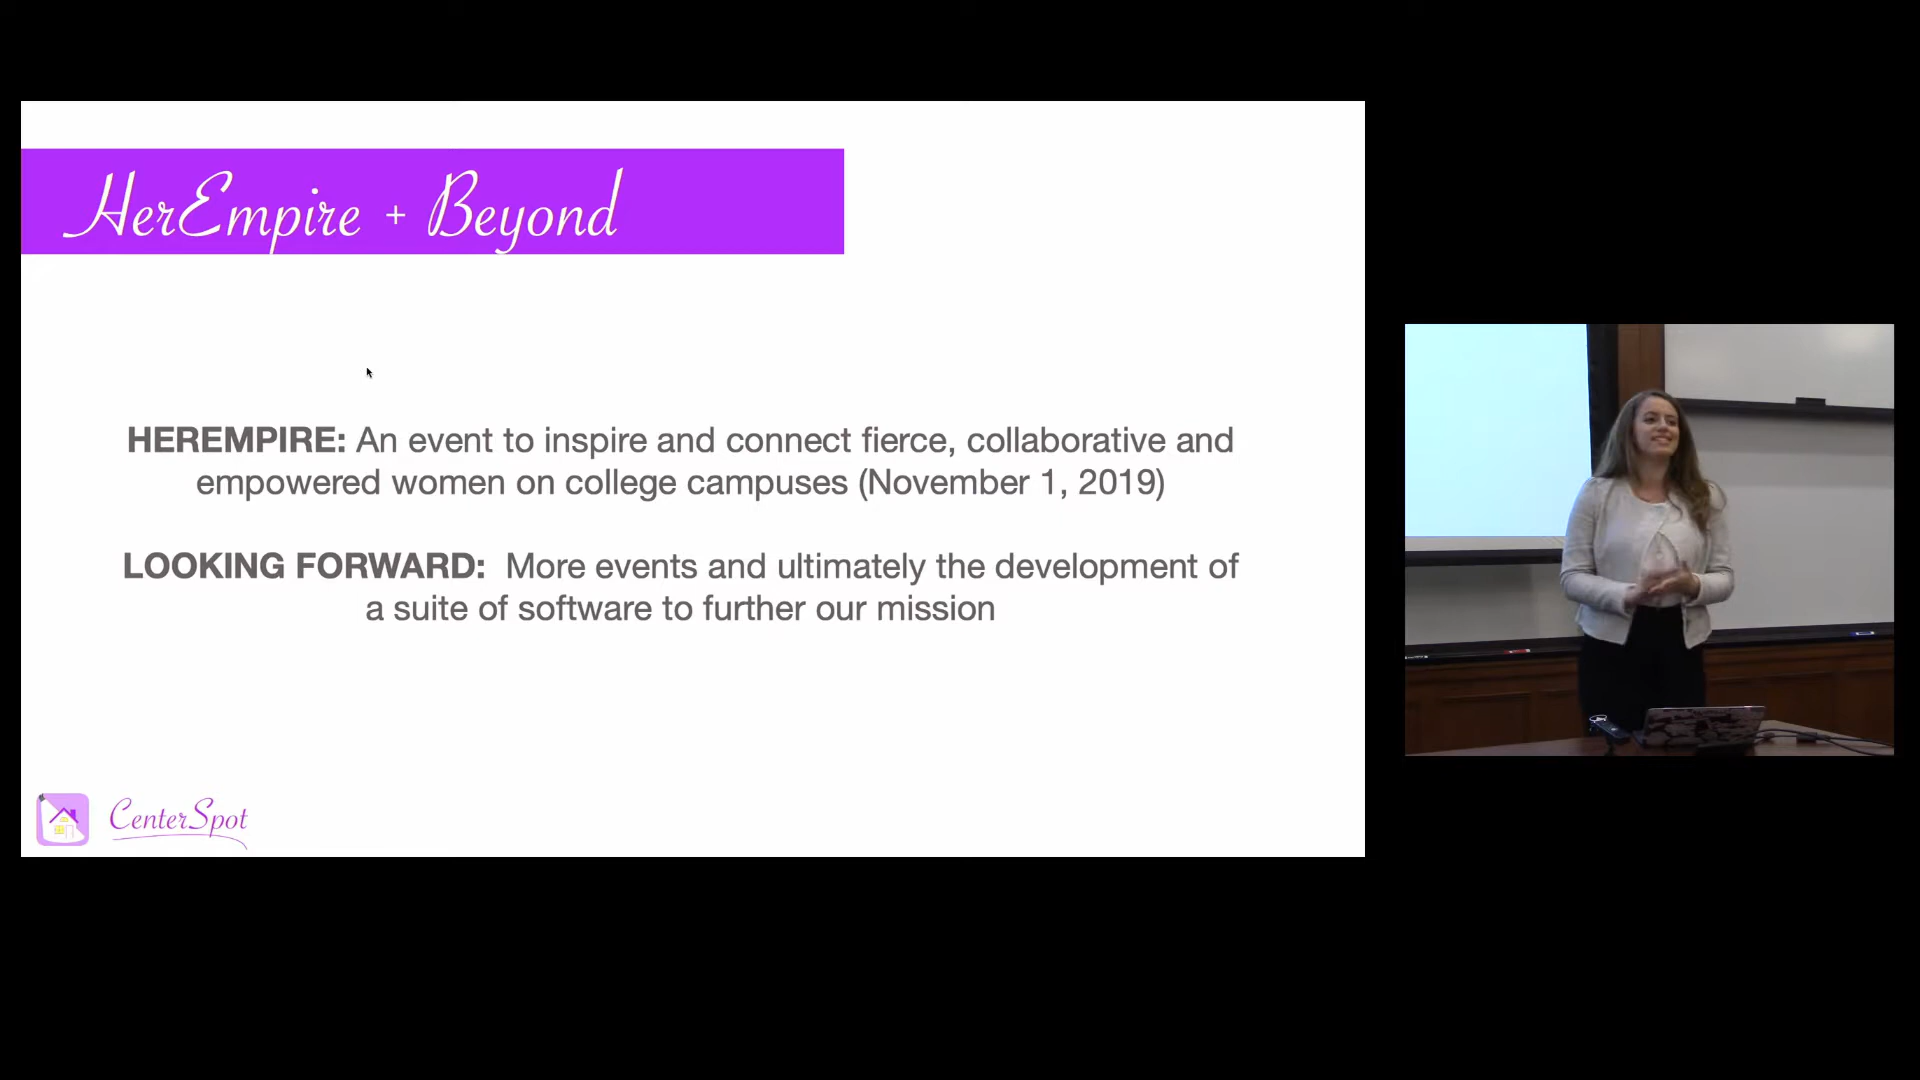 HerEmpire + Beyond
HEREMPIRE: An event to inspire and connect fierce, collaborative and
empowered women on college campuses (November 1, 2019)
LOOKING FORWARD:  More events and ultimately the development of
a suite of software to further our mission
CenterSpot